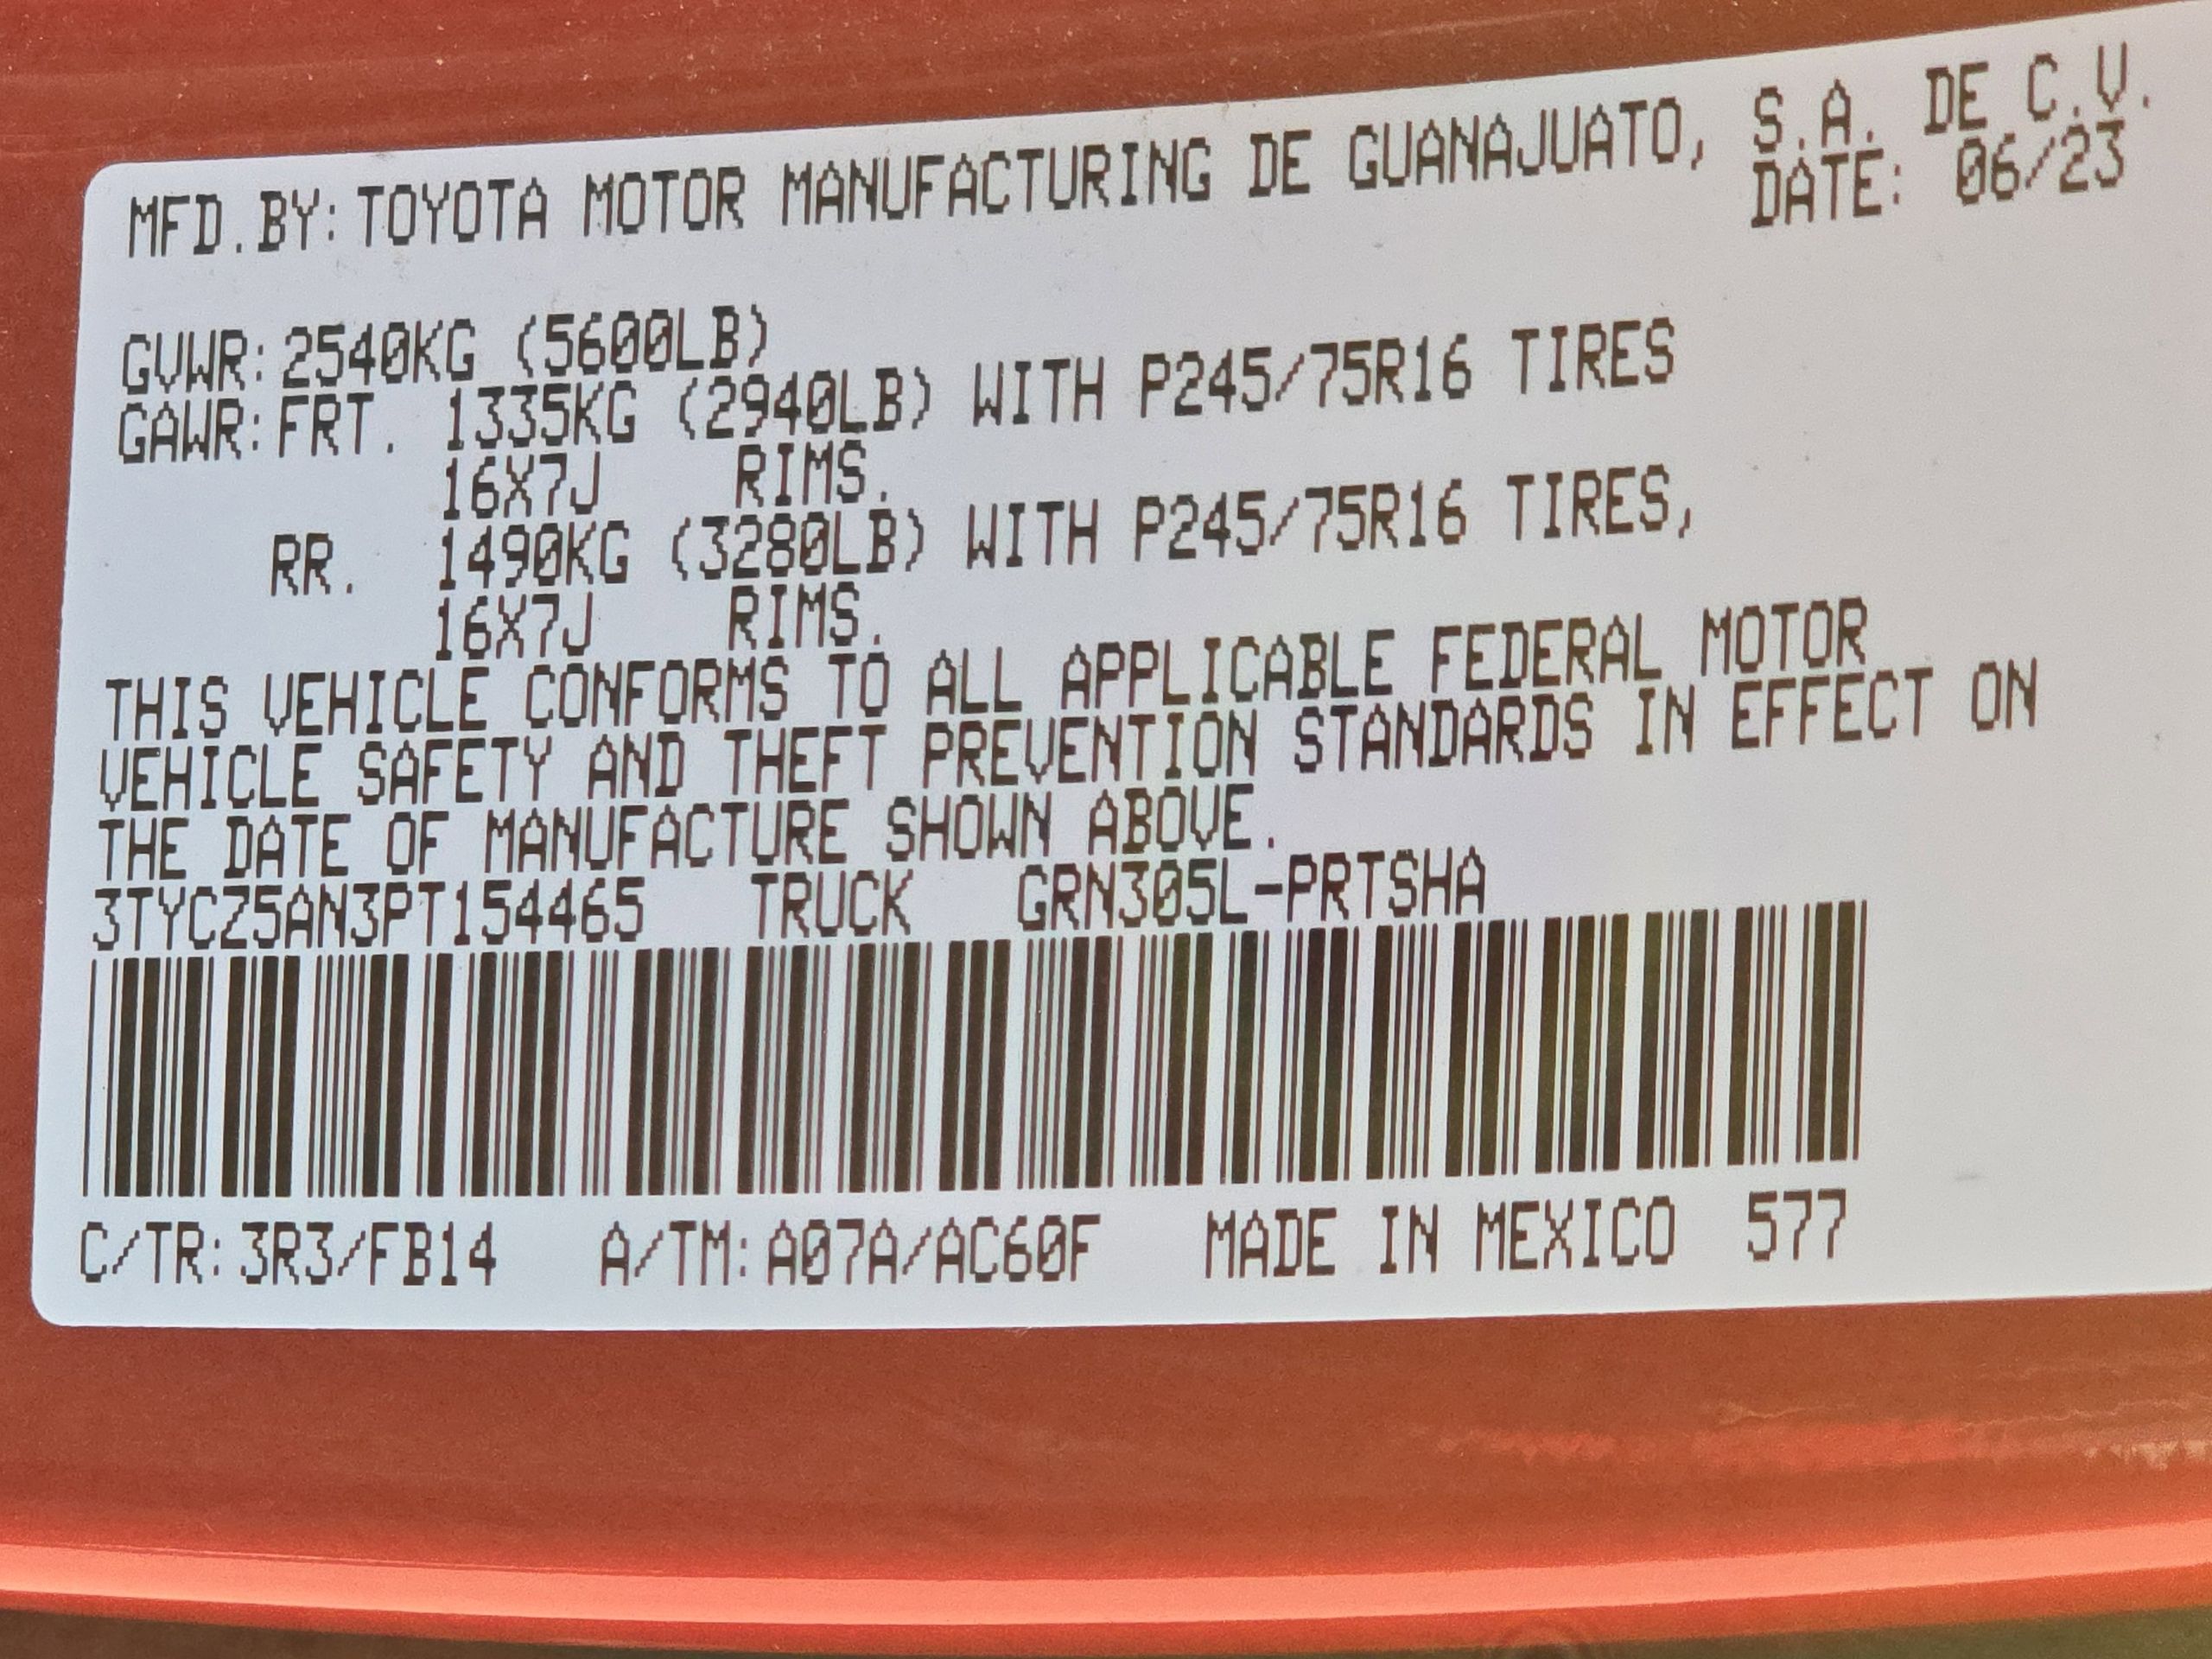 MFD.BY: TOYOTA MOTOR MANUFACTURING DE GUANAJUATO, S.A. DE C.V.
DATE: 06/23
GVWR: 2540KG (5600LB)
GAWR: FRT. 1335KG (2940LB) WITH P245/75R16 TIRES
16X7J RIMS.
RR. 1490KG (3280LB) WITH P245/75R16 TIRES,
16X7J RIMS.
THIS VEHICLE CONFORMS TO ALL APPLICABLE FEDERAL MOTOR
VEHICLE SAFETY AND THEFT PREVENTION STANDARDS IN EFFECT ON
THE DATE OF MANUFACTURE SHOWN ABOVE.
3TYCZ5AN3PT154465 TRUCK GRN305L-PRTSHA
C/TR: 3R3/FB14 A/TM: A07A/AC60F MADE IN MEXICO 577